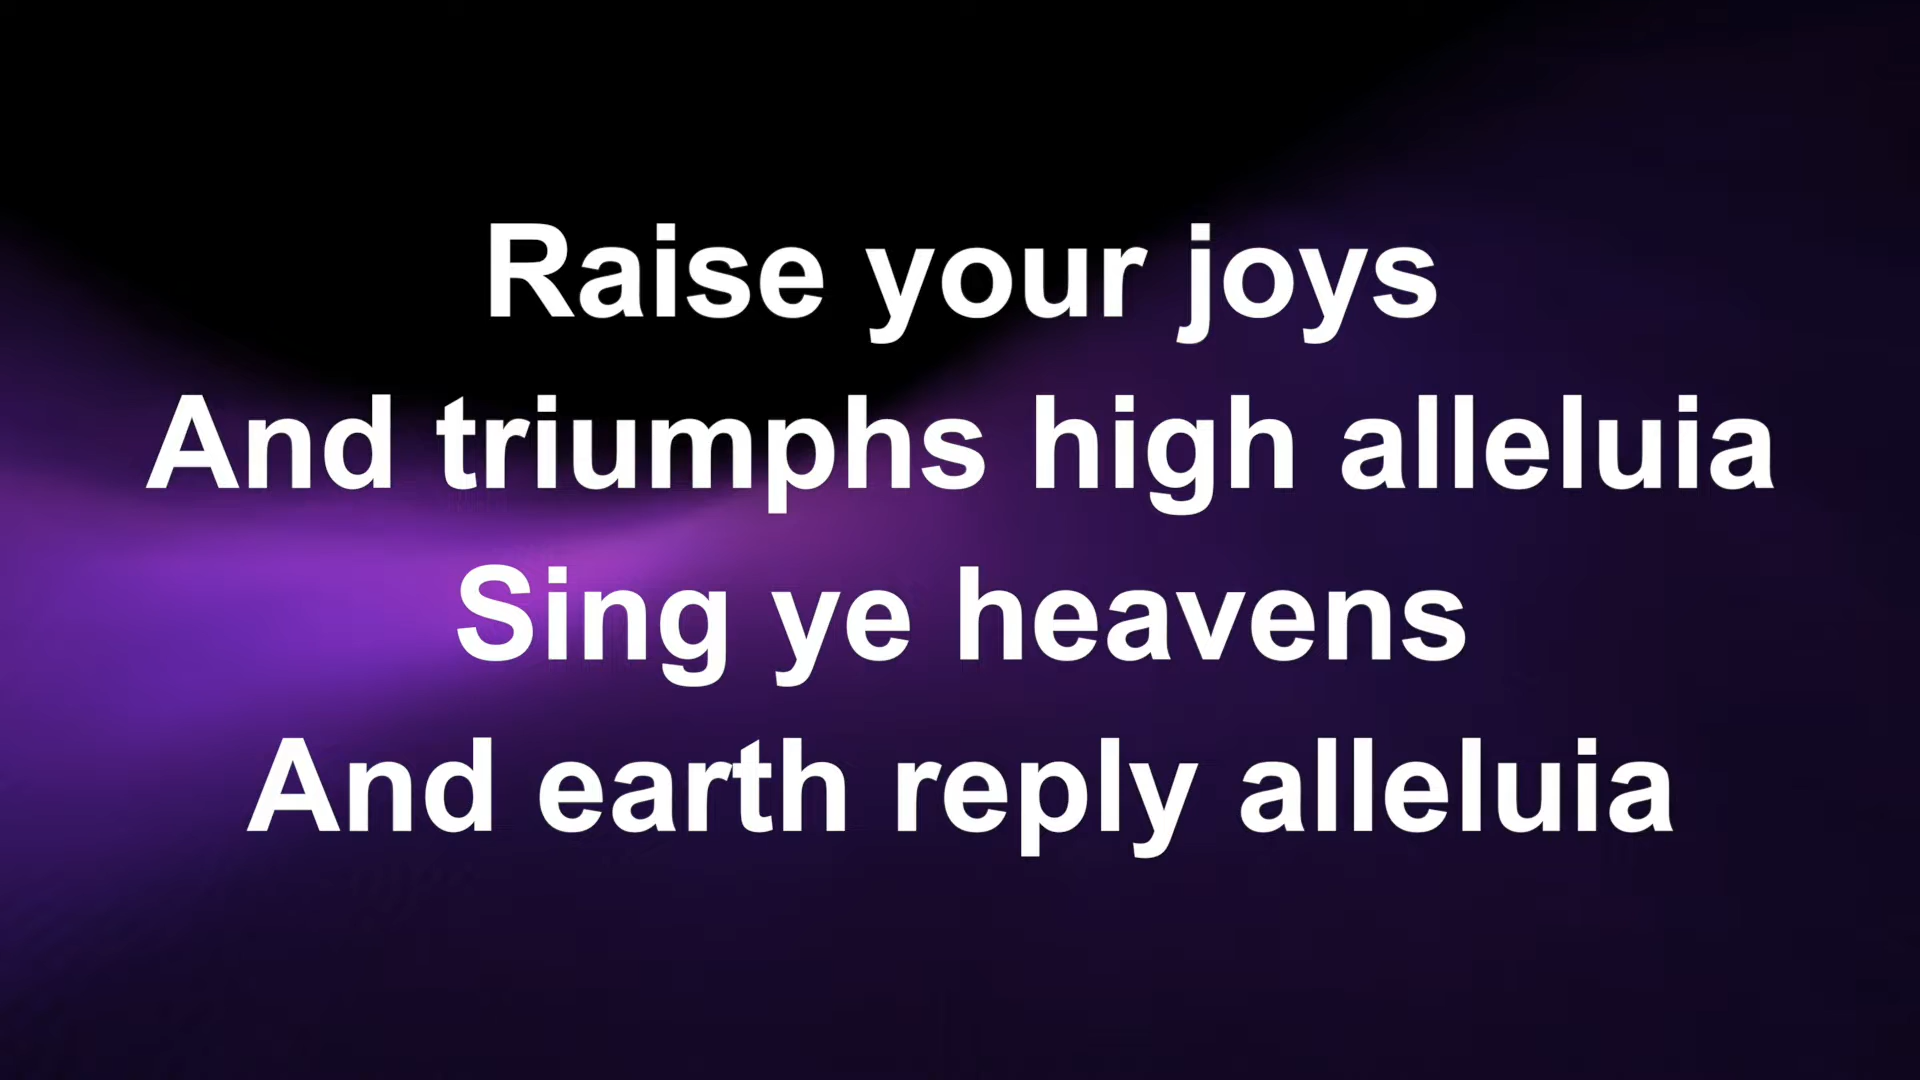 Raise your joys
And triumphs high alleluia
Sing ye heavens
And earth reply alleluia